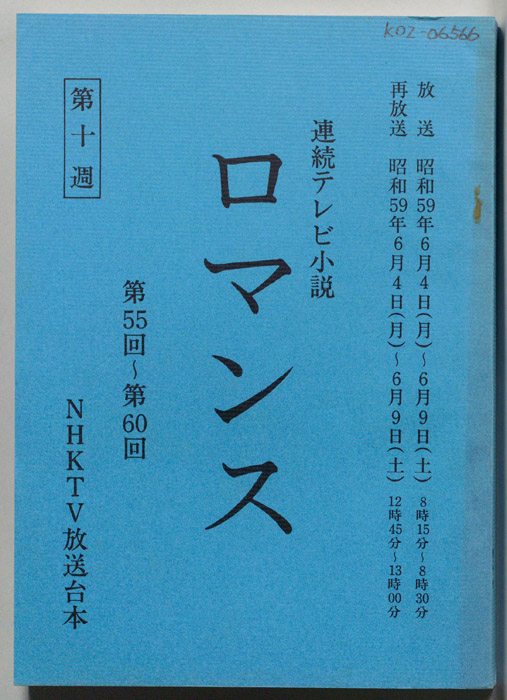 K02-06566
放 送 昭和59年6月4日(月)~6月9日(土) 8時15分~8時30分
再放送 昭和59年6月4日(月)~6月9日(土) 12時45分~13時00分
連続テレビ小説
ロマンス
第55回~第60回
第十週
NHKTV放送台本